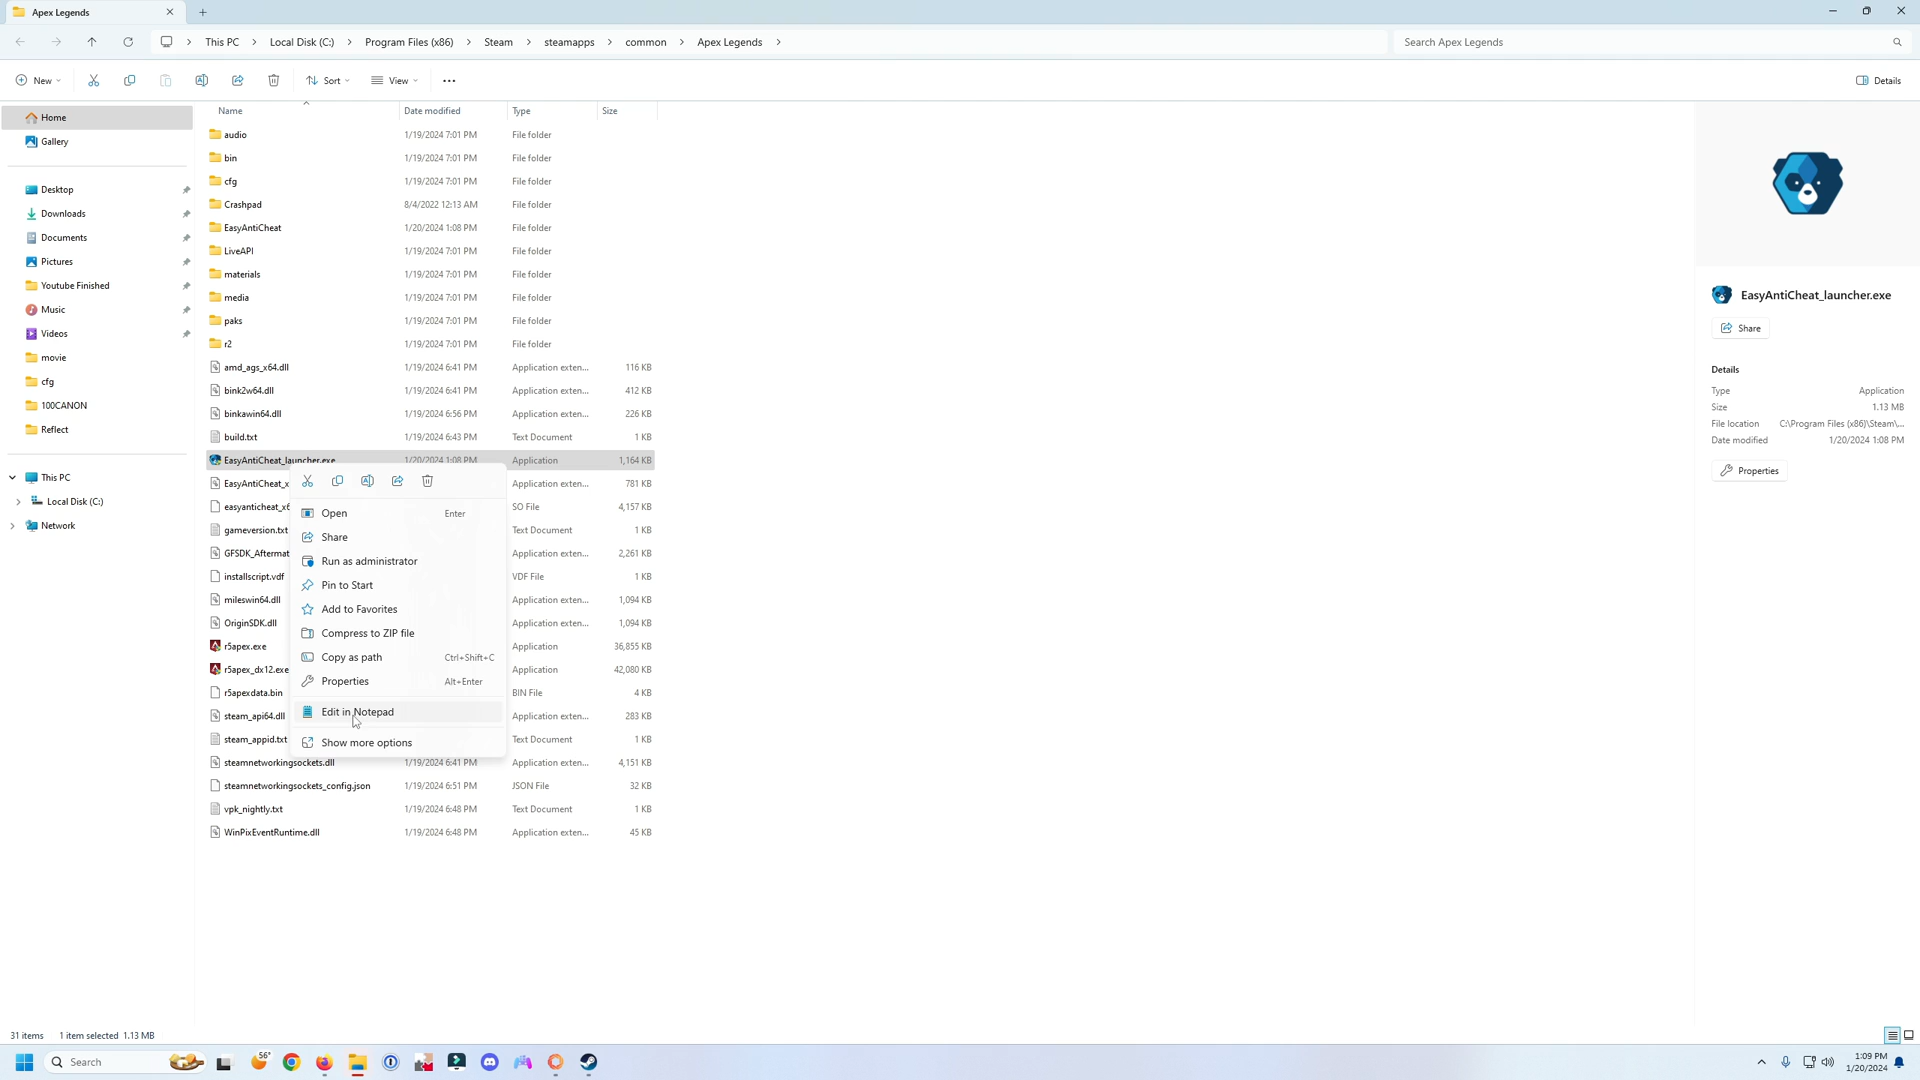 Apex Legends
This PC > Local Disk (C:) > Program Files (x86) > Steam > steamapps > common > Apex Legends >
Search Apex Legends
New
Sort
View
Details
Name Date modified Type Size
Home
Gallery
Desktop
Downloads
Documents
Pictures
Youtube Finished
Music
Videos
movie
cfg
100CANON
Reflect
This PC
Local Disk (C:)
Network
audio 1/19/2024 7:01 PM File folder
bin 1/19/2024 7:01 PM File folder
cfg 1/19/2024 7:01 PM File folder
Crashpad 8/4/2022 12:13 AM File folder
EasyAntiCheat 1/20/2024 1:08 PM File folder
LiveAPI 1/19/2024 7:01 PM File folder
materials 1/19/2024 7:01 PM File folder
media 1/19/2024 7:01 PM File folder
paks 1/19/2024 7:01 PM File folder
r2 1/19/2024 7:01 PM File folder
amd_ags_x64.dll 1/19/2024 6:41 PM Application exten... 116 KB
bink2w64.dll 1/19/2024 6:41 PM Application exten... 412 KB
binkawin64.dll 1/19/2024 6:56 PM Application exten... 226 KB
build.txt 1/19/2024 6:43 PM Text Document 1 KB
EasyAntiCheat_launcher.exe 1/20/2024 1:08 PM Application 1,164 KB
EasyAntiCheat_x Application exten... 781 KB
easyanticheat_x6 SO File 4,157 KB
gameversion.txt Text Document 1 KB
GFSDK_Aftermat Application exten... 2,261 KB
installscript.vdf VDF File 1 KB
mileswin64.dll Application exten... 1,094 KB
OriginSDK.dll Application exten... 1,094 KB
r5apex.exe Application 36,855 KB
r5apex_dx12.exe Application 42,080 KB
r5apexdata.bin BIN File 4 KB
steam_api64.dll Application exten... 283 KB
steam_appid.txt Text Document 1 KB
steamnetworkingsockets.dll 1/19/2024 6:41 PM Application exten... 4,151 KB
steamnetworkingsockets_config.json 1/19/2024 6:51 PM JSON File 32 KB
vpk_nightly.txt 1/19/2024 6:48 PM Text Document 1 KB
WinPixEventRuntime.dll 1/19/2024 6:48 PM Application exten... 45 KB
Open Enter
Share
Run as administrator
Pin to Start
Add to Favorites
Compress to ZIP file
Copy as path Ctrl+Shift+C
Properties Alt+Enter
Edit in Notepad
Show more options
EasyAntiCheat_launcher.exe
Share
Details
Type Application
Size 1.13 MB
File location C:\Program Files (x86)\Steam\...
Date modified 1/20/2024 1:08 PM
Properties
31 items 1 item selected 1.13 MB
Search
56°
1:09 PM
1/20/2024